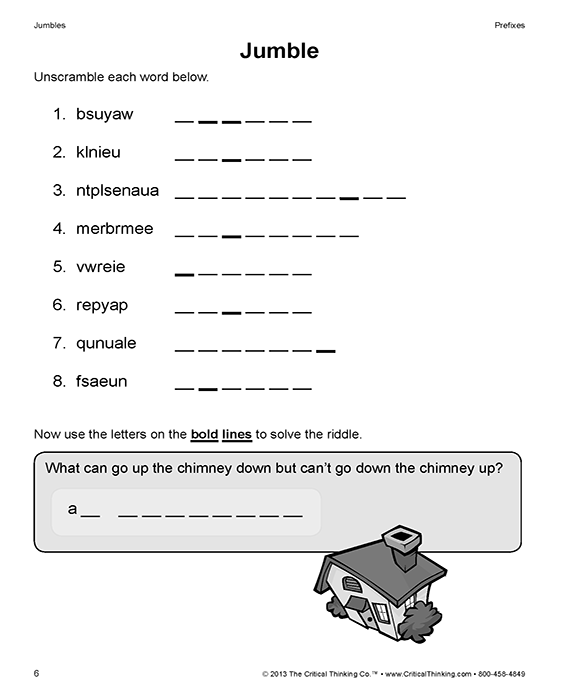 Jumbles Prefixes
Jumble
Unscramble each word below.
1. bsuyaw _ _ _ _ _ _
2. klnieu _ _ _ _ _ _
3. ntplsenaua _ _ _ _ _ _ _ _ _ _
4. merbrmee _ _ _ _ _ _ _ _
5. vwreie _ _ _ _ _ _
6. repyap _ _ _ _ _ _
7. qunuale _ _ _ _ _ _ _
8. fsaeun _ _ _ _ _ _
Now use the letters on the bold lines to solve the riddle.
What can go up the chimney down but can't go down the chimney up?
a _ _ _ _ _ _ _ _ _
6 © 2013 The Critical Thinking Co.™ • www.CriticalThinking.com • 800-458-4849